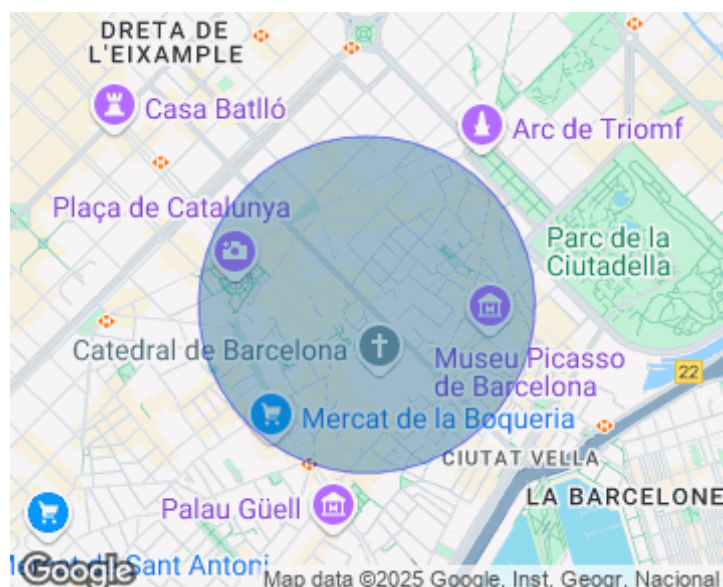 DRETA DE
L'EIXAMPLE
Casa Batlló
Arc de Triomf
Plaça de Catalunya
Parc de la
Ciutadella
Catedral de Barcelona
Museu Picasso
de Barcelona
22
Mercat de la Boqueria
CIUTAT VELLA
LA BARCELONE
Palau Güell
Sant Antoni
Google
Map data ©2025 Google, Inst. Geogr. Nacional